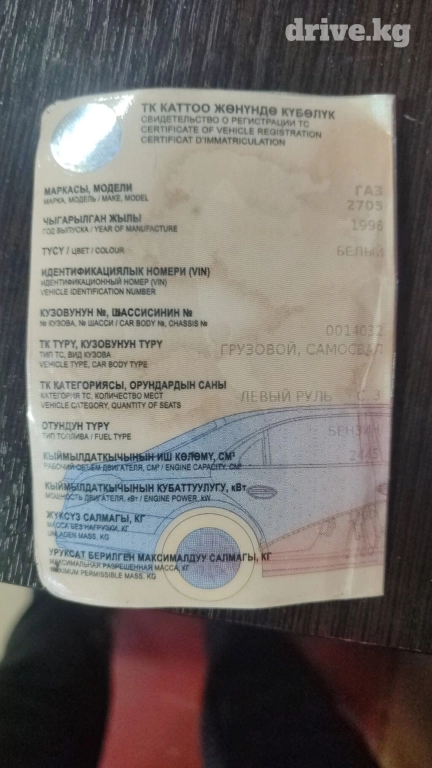 drive.kg
ТК КАТТОО ЖӨНҮНДӨ КҮБӨЛҮК
СВИДЕТЕЛЬСТВО О РЕГИСТРАЦИИ ТС
CERTIFICATE OF VEHICLE REGISTRATION
CERTIFICAT D'IMMATRICULATION
МАРКАСЫ, МОДЕЛИ ГАЗ
МАРКА, МОДЕЛЬ / MAKE, MODEL 2705
ЧЫГАРЫЛГАН ЖЫЛЫ 1996
ГОД ВЫПУСКА / YEAR OF MANUFACTURE
ТҮСҮ / ЦВЕТ / COLOUR БЕЛЫЙ
ИДЕНТИФИКАЦИЯЛЫК НОМЕРИ (VIN)
ИДЕНТИФИКАЦИОННЫЙ НОМЕР (VIN)
VEHICLE IDENTIFICATION NUMBER
КУЗОВУНУН №, ШАССИСИНИН №
№ КУЗОВА, № ШАССИ / CAR BODY №, CHASSIS № 0014032
ТК ТҮРҮ, КУЗОВУНУН ТҮРҮ ГРУЗОВОЙ, САМОСВАЛ
ТИП ТС, ВИД КУЗОВА
VEHICLE TYPE, CAR BODY TYPE
ТК КАТЕГОРИЯСЫ, ОРУНДАРДЫН САНЫ
КАТЕГОРИЯ ТС, КОЛИЧЕСТВО МЕСТ ЛЕВЫЙ РУЛЬ C, 3
VEHICLE CATEGORY, QUANTITY OF SEATS
ОТУНДУН ТҮРҮ БЕНЗИН
ТИП ТОПЛИВА / FUEL TYPE
КЫЙМЫЛДАТКЫЧЫНЫН ИШ КӨЛӨМҮ, СМ³ 2445
РАБОЧИЙ ОБЪЕМ ДВИГАТЕЛЯ, СМ³ / ENGINE CAPACITY, CM³
КЫЙМЫЛДАТКЫЧЫНЫН КУБАТТУУЛУГУ, кВт
МОЩНОСТЬ ДВИГАТЕЛЯ, кВт / ENGINE POWER, KW
ЖҮКСҮЗ САЛМАГЫ, КГ
МАССА БЕЗ НАГРУЗКИ, КГ
UNLADEN MASS, KG
УРУКСАТ БЕРИЛГЕН МАКСИМАЛДУУ САЛМАГЫ, КГ
МАКСИМАЛЬНАЯ РАЗРЕШЕННАЯ МАССА, КГ
MAXIMUM PERMISSIBLE MASS, KG